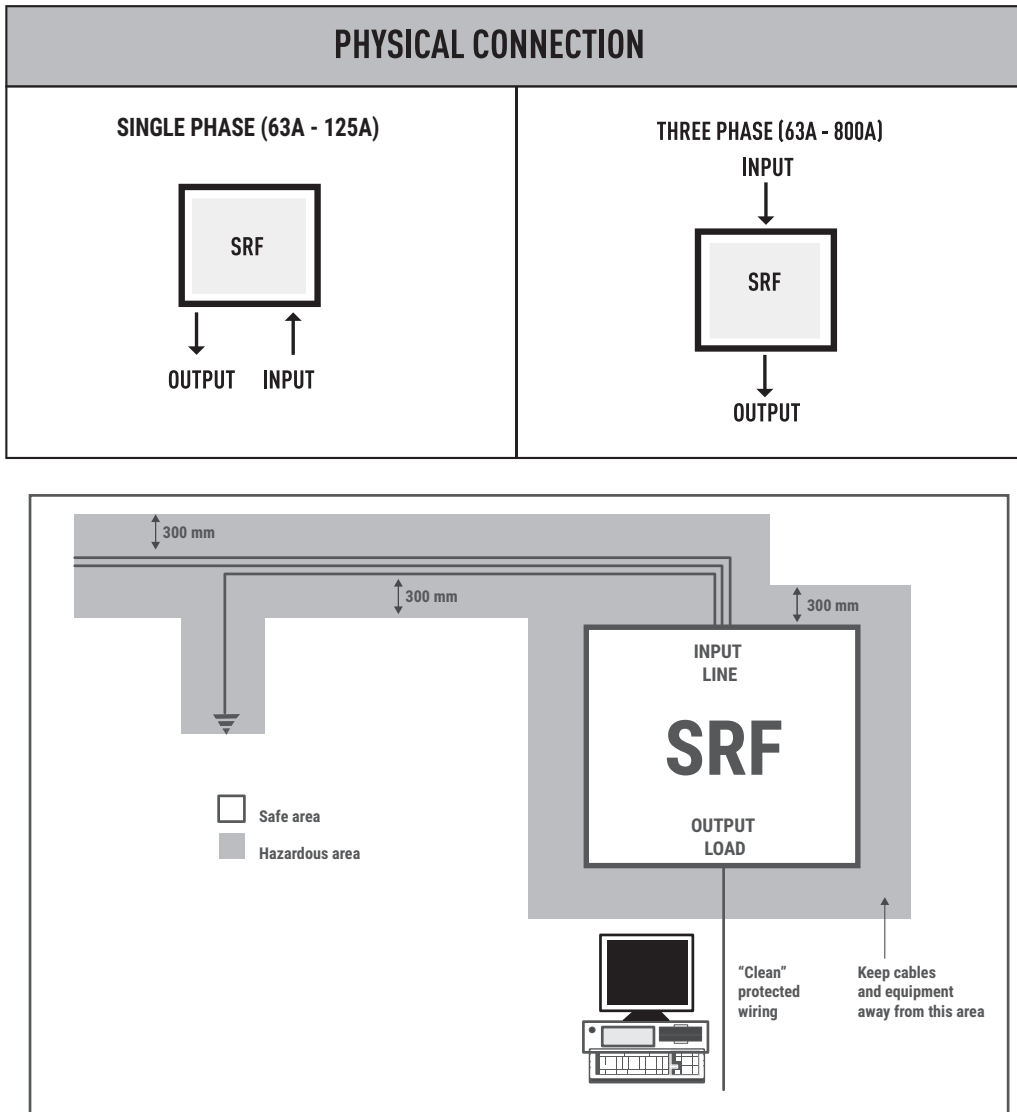 PHYSICAL CONNECTION
SINGLE PHASE (63A - 125A)
SRF
OUTPUT INPUT
THREE PHASE (63A - 800A)
INPUT
SRF
OUTPUT
300 mm
300 mm
300 mm
INPUT
LINE
SRF
OUTPUT
LOAD
Safe area
Hazardous area
“Clean”
protected
wiring
Keep cables
and equipment
away from this area